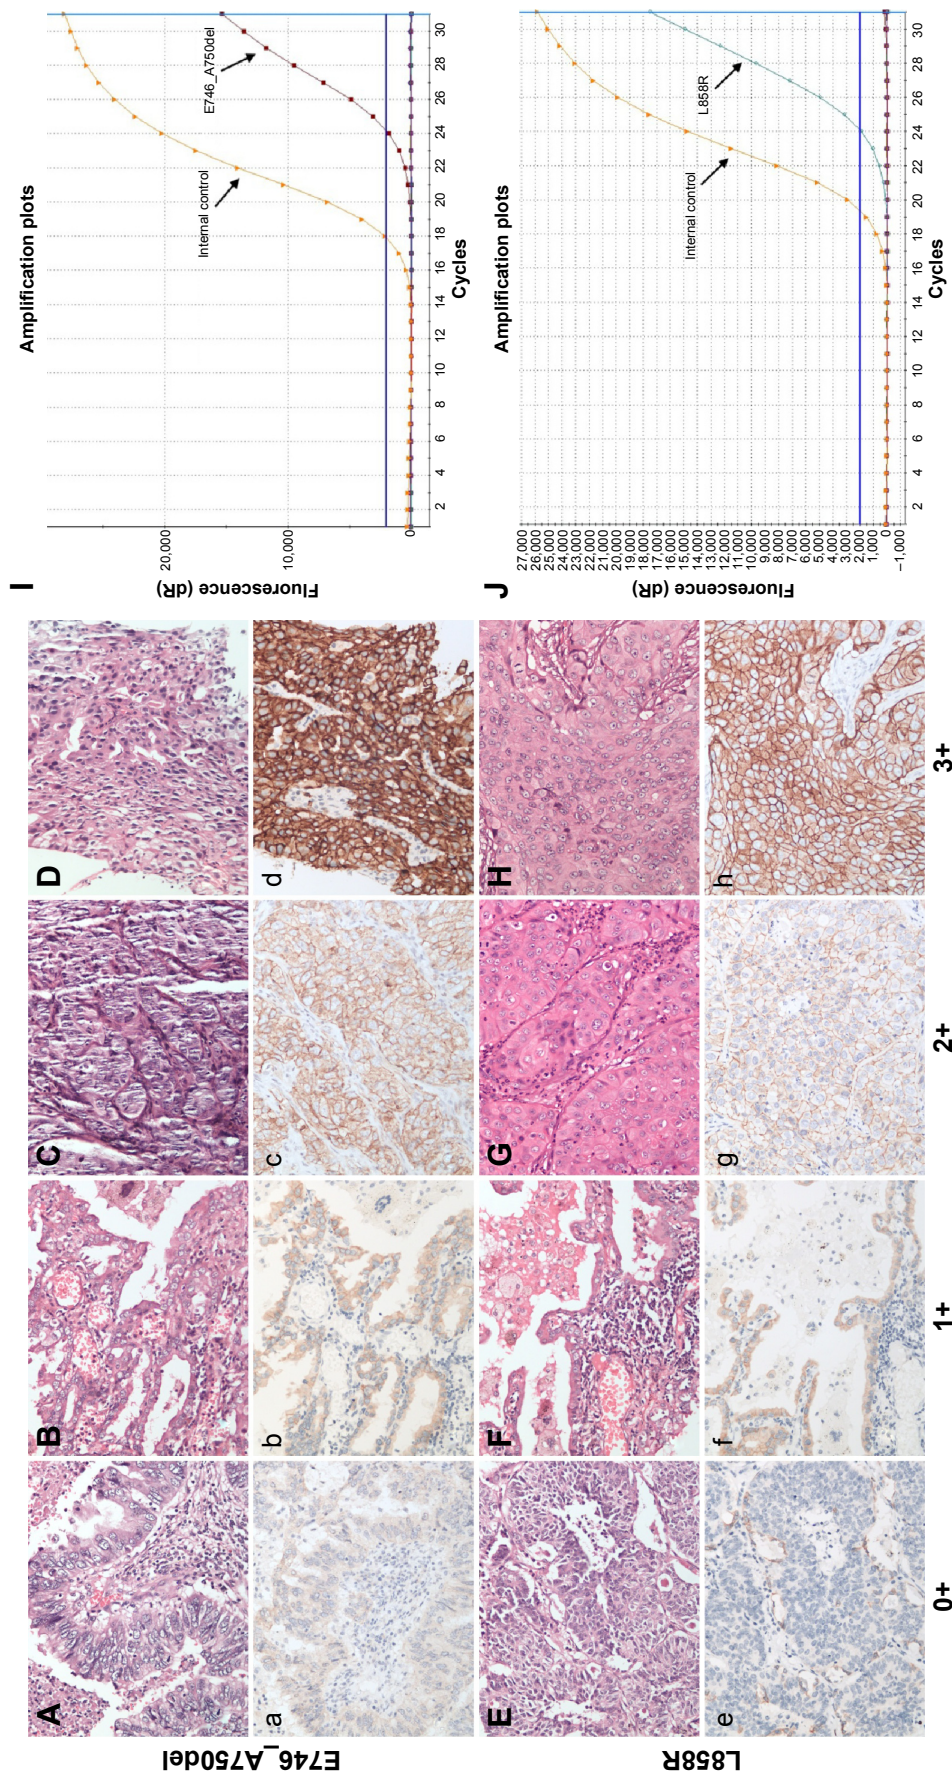 E746_A750del
A
B
C
D
a
b
c
d
L858R
E
F
G
H
e
f
g
h
0+
1+
2+
3+
I
Amplification plots
Fluorescence (dR)
20,000
10,000
0
Internal control
E746_A750del
2 4 6 8 10 12 14 16 18 20 22 24 26 28 30
Cycles
J
Amplification plots
Fluorescence (dR)
27,000
26,000
25,000
24,000
23,000
22,000
21,000
20,000
19,000
18,000
17,000
16,000
15,000
14,000
13,000
12,000
11,000
10,000
9,000
8,000
7,000
6,000
5,000
4,000
3,000
2,000
1,000
0
−1,000
Internal control
L858R
2 4 6 8 10 12 14 16 18 20 22 24 26 28 30
Cycles